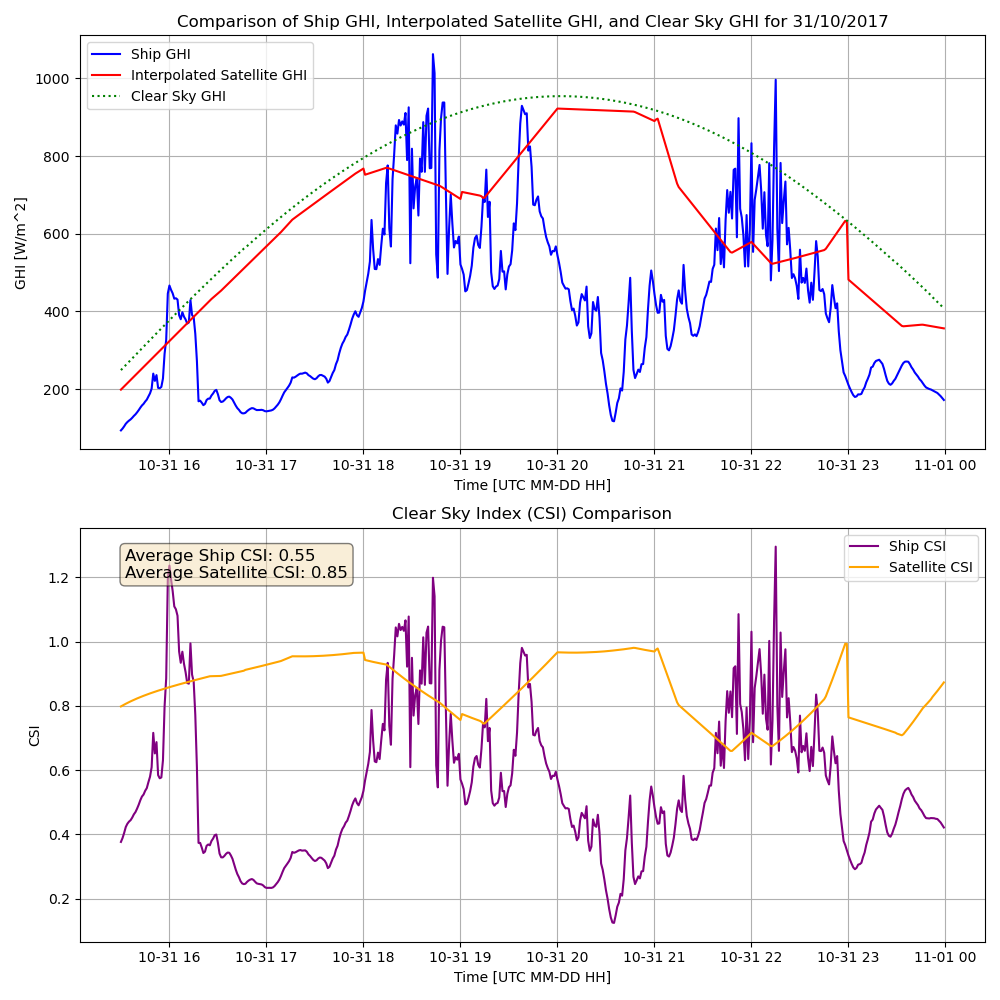 Comparison of Ship GHI, Interpolated Satellite GHI, and Clear Sky GHI for 31/10/2017
Ship GHI
Interpolated Satellite GHI
Clear Sky GHI
GHI [W/m^2]
1000
800
600
400
200
10-31 16 10-31 17 10-31 18 10-31 19 10-31 20 10-31 21 10-31 22 10-31 23 11-01 00
Time [UTC MM-DD HH]
Clear Sky Index (CSI) Comparison
Average Ship CSI: 0.55
Average Satellite CSI: 0.85
Ship CSI
Satellite CSI
CSI
1.2
1.0
0.8
0.6
0.4
0.2
10-31 16 10-31 17 10-31 18 10-31 19 10-31 20 10-31 21 10-31 22 10-31 23 11-01 00
Time [UTC MM-DD HH]